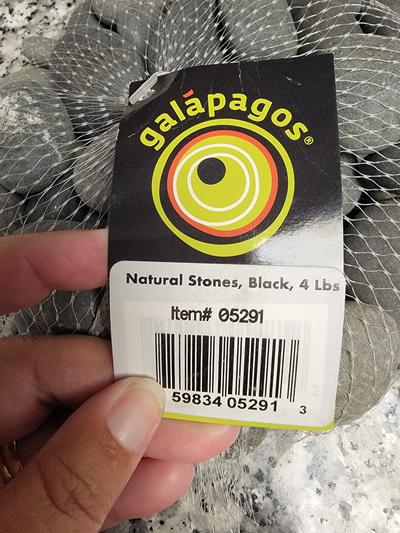 galápagos®
Natural Stones, Black, 4 Lbs
Item# 05291
59834 05291 3